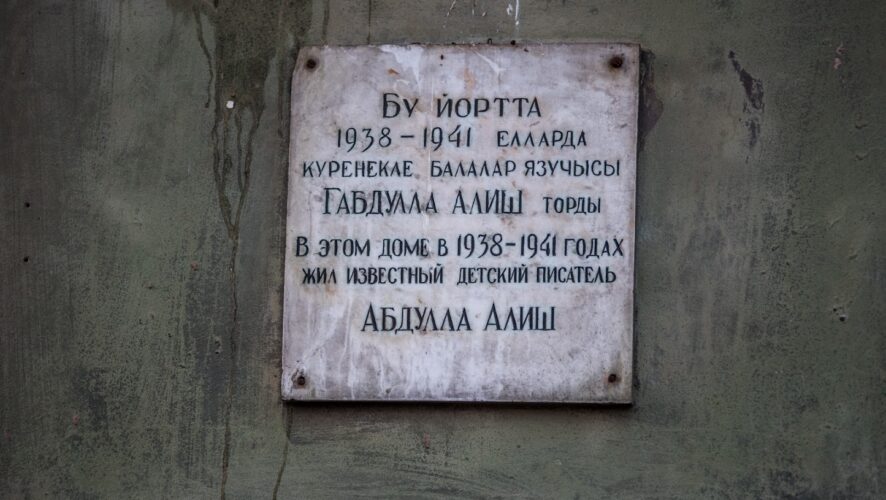 БУ ЙОРТТА
1938-1941 ЕЛЛАРДА
КУРЕНЕКЛЕ БАЛАЛАР ЯЗУЧЫСЫ
ГАБДУЛЛА АЛИШ ТОРДЫ
В ЭТОМ ДОМЕ В 1938-1941 ГОДАХ
ЖИЛ ИЗВЕСТНЫЙ ДЕТСКИЙ ПИСАТЕЛЬ
АБДУЛЛА АЛИШ